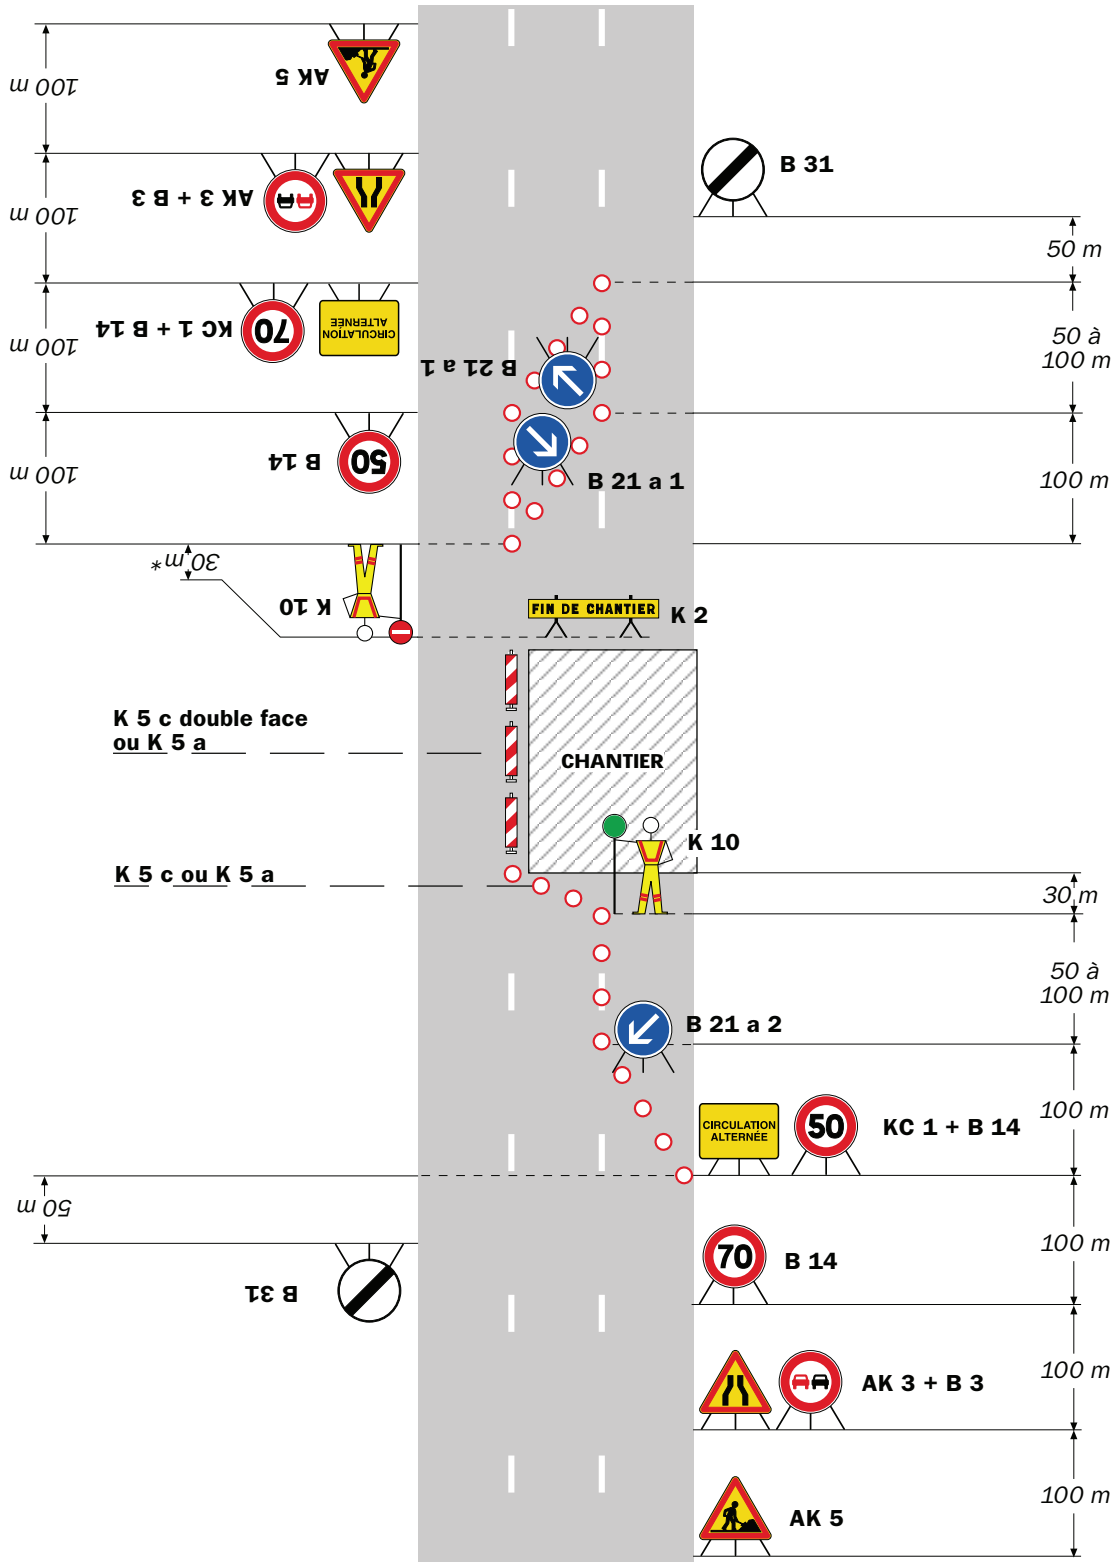 100 m
AK 5
B 31
100 m
AK 3 + B 3
50 m
100 m
KC 1 + B 14
70
CIRCULATION
ALTERNÉE
B 21 a 1
50 à
100 m
100 m
B 14
50
B 21 a 1
100 m
30 m*
K 10
FIN DE CHANTIER
K 2
K 5 c double face
ou K 5 a
CHANTIER
K 10
K 5 c ou K 5 a
30 m
50 à
100 m
B 21 a 2
CIRCULATION
ALTERNÉE
50
KC 1 + B 14
100 m
50 m
B 31
70
B 14
100 m
AK 3 + B 3
100 m
AK 5
100 m